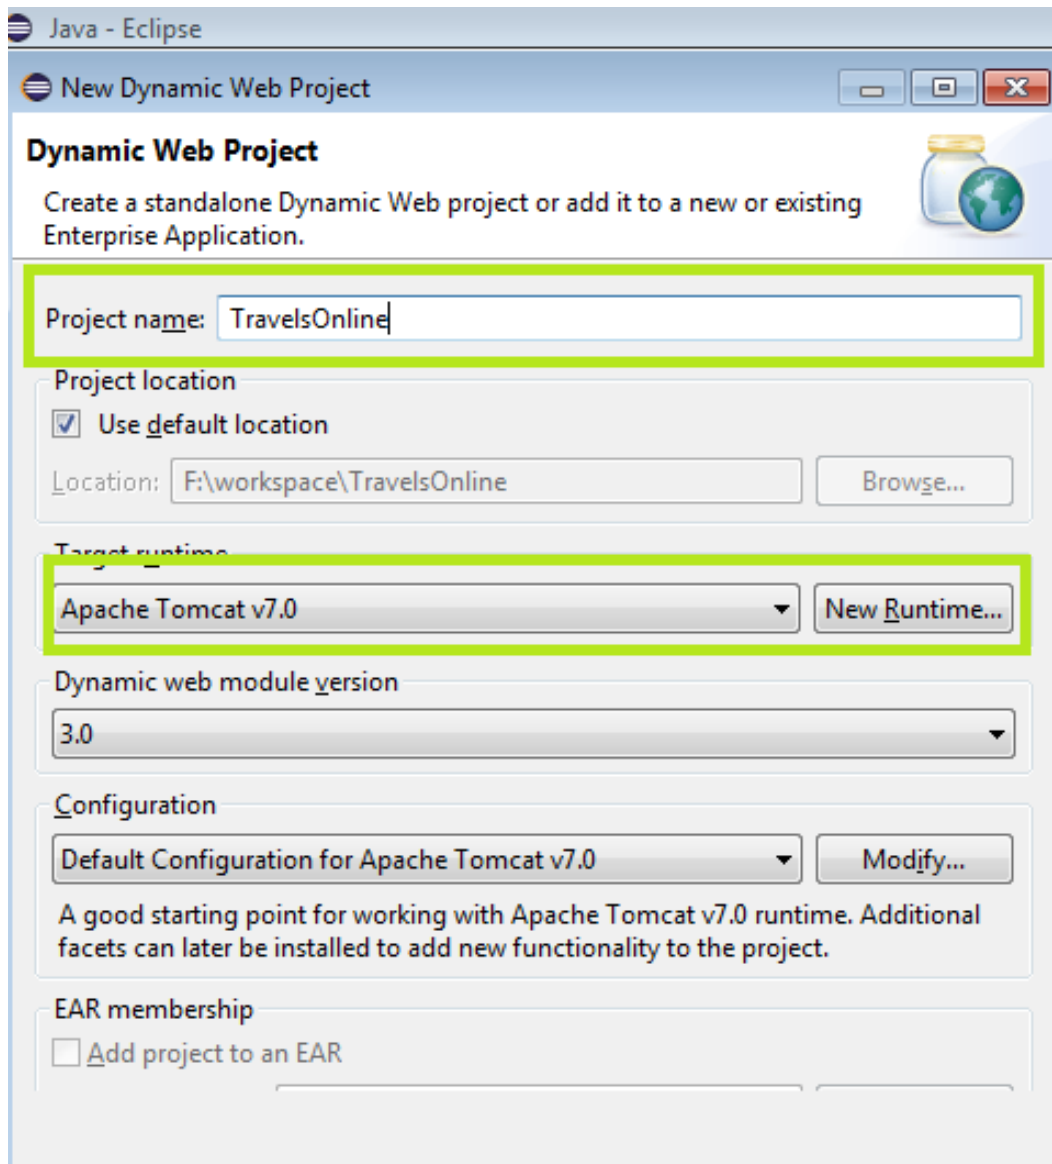 Java - Eclipse
New Dynamic Web Project
Dynamic Web Project
Create a standalone Dynamic Web project or add it to a new or existing
Enterprise Application.
Project name: TravelsOnline
Project location
Use default location
Location: F:\workspace\TravelsOnline Browse...
Target runtime
Apache Tomcat v7.0 New Runtime...
Dynamic web module version
3.0
Configuration
Default Configuration for Apache Tomcat v7.0 Modify...
A good starting point for working with Apache Tomcat v7.0 runtime. Additional
facets can later be installed to add new functionality to the project.
EAR membership
Add project to an EAR